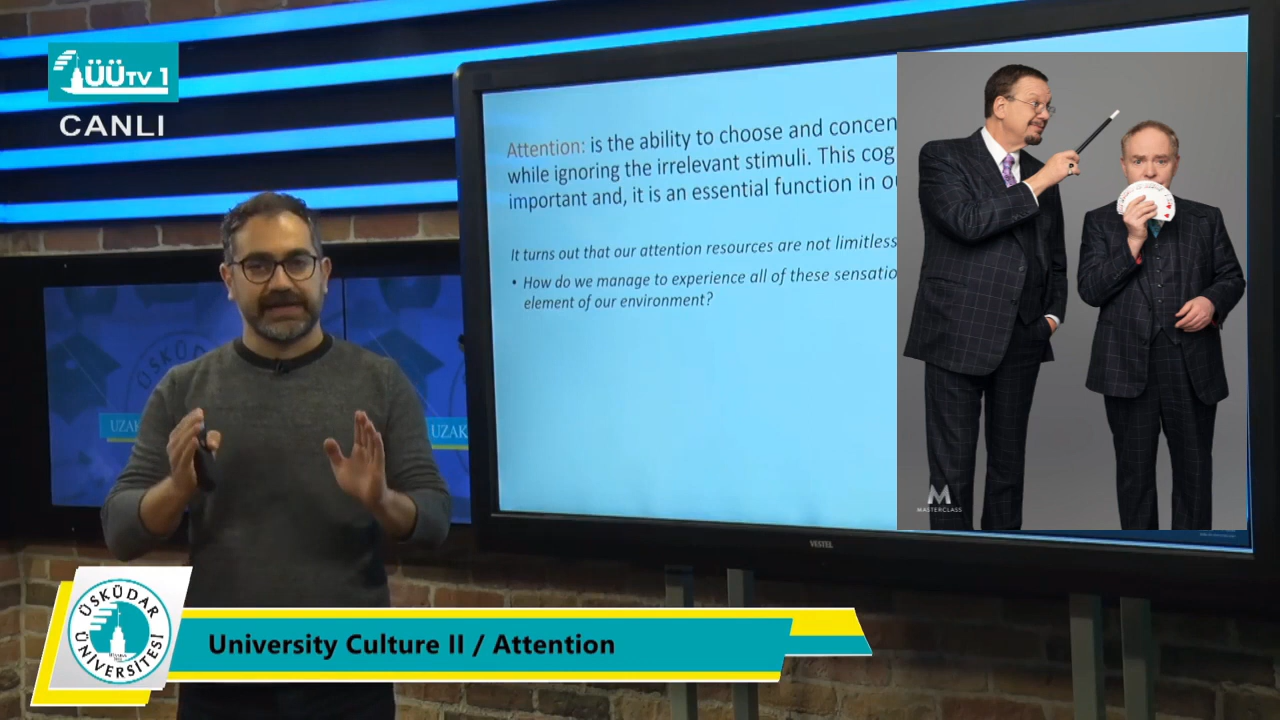 ÜÜTV 1
CANLI
Attention: is the ability to choose and concen
while ignoring the irrelevant stimuli. This cog
important and, it is an essential function in o
It turns out that our attention resources are not limitless
• How do we manage to experience all of these sensatio
element of our environment?
ÜSKÜDAR
UZAK
UZAK
M
MASTERCLASS
VESTEL
ÜSKÜDAR
ÜNİVERSİTESİ
University Culture II / Attention